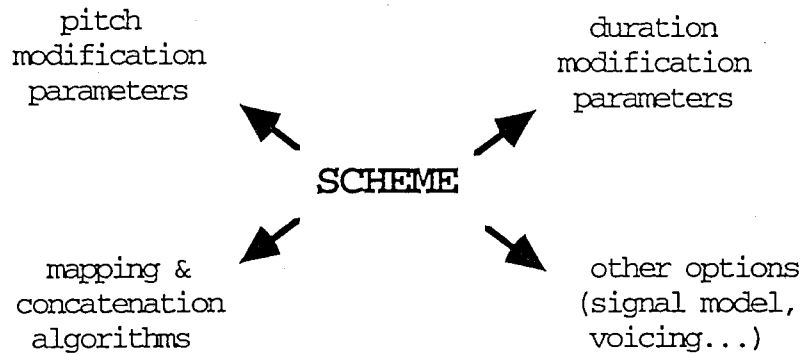 pitch
modification
parameters
duration
modification
parameters
SCHEME
mapping &
concatenation
algorithms
other options
(signal model,
voicing...)